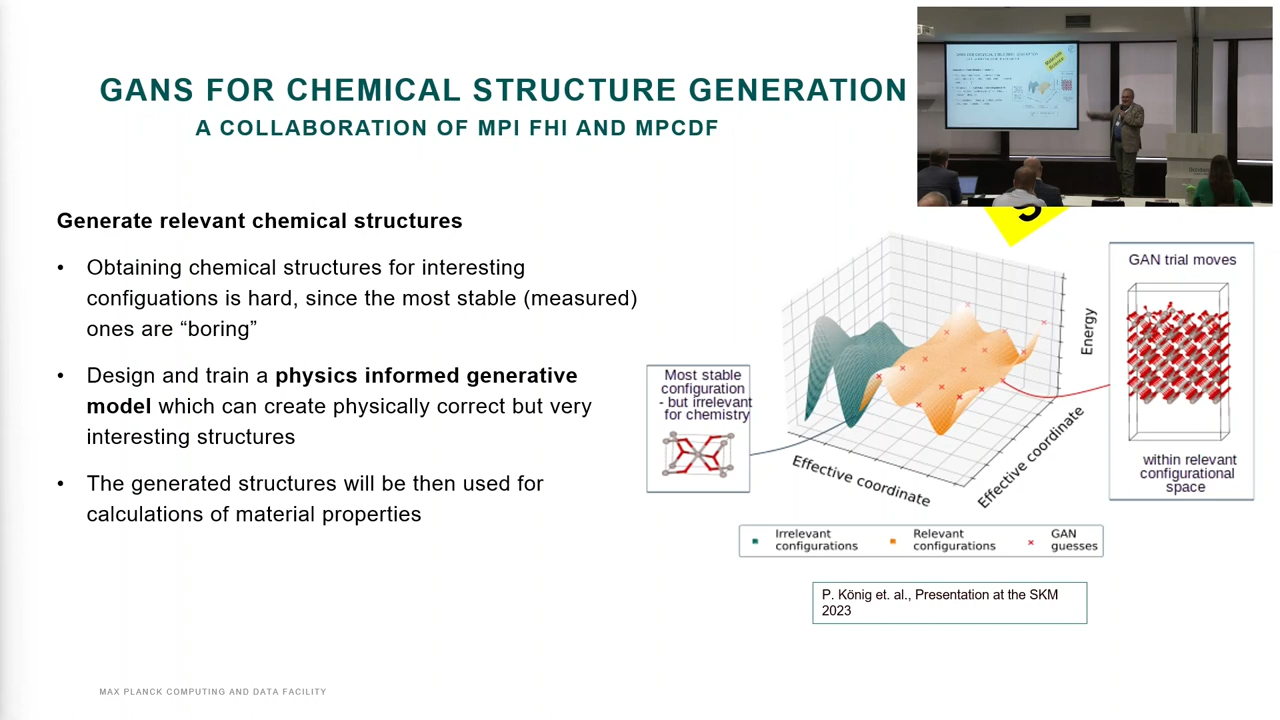 GANS FOR CHEMICAL STRUCTURE GENERATION
A COLLABORATION OF MPI FHI AND MPCDF
Generate relevant chemical structures
• Obtaining chemical structures for interesting
configuations is hard, since the most stable (measured)
ones are “boring”
• Design and train a physics informed generative
model which can create physically correct but very
interesting structures
• The generated structures will be then used for
calculations of material properties
Most stable
configuration
- but irrelevant
for chemistry
Energy
Effective coordinate
Effective coordinate
GAN trial moves
within relevant
configurational
space
Irrelevant
configurations
Relevant
configurations
GAN
guesses
P. König et. al., Presentation at the SKM
2023
MAX PLANCK COMPUTING AND DATA FACILITY